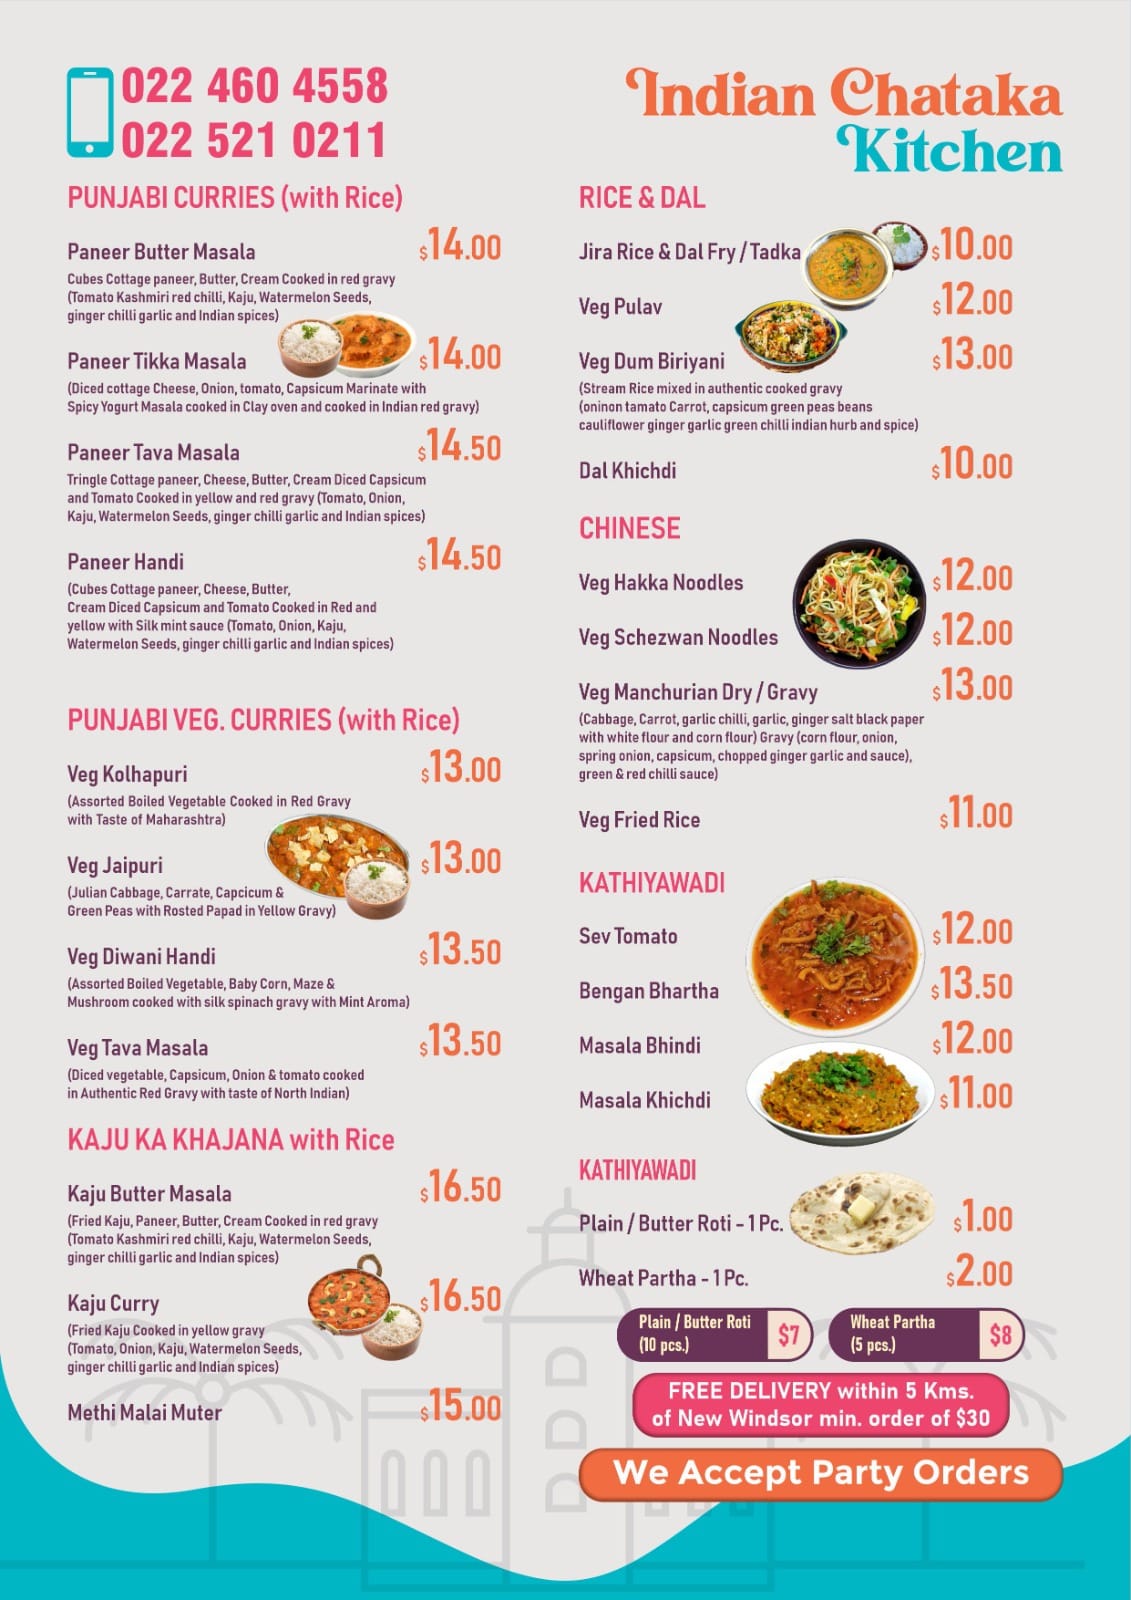 022 460 4558
022 521 0211
Indian Chataka
Kitchen
PUNJABI CURRIES (with Rice)
Paneer Butter Masala $14.00
Cubes Cottage paneer, Butter, Cream Cooked in red gravy
(Tomato Kashmiri red chilli, Kaju, Watermelon Seeds,
ginger chilli garlic and Indian spices)
Paneer Tikka Masala $14.00
(Diced cottage Cheese, Onion, tomato, Capsicum Marinate with
Spicy Yogurt Masala cooked in Clay oven and cooked in Indian red gravy)
Paneer Tava Masala $14.50
Tringle Cottage paneer, Cheese, Butter, Cream Diced Capsicum
and Tomato Cooked in yellow and red gravy (Tomato, Onion,
Kaju, Watermelon Seeds, ginger chilli garlic and Indian spices)
Paneer Handi $14.50
(Cubes Cottage paneer, Cheese, Butter,
Cream Diced Capsicum and Tomato Cooked in Red and
yellow with Silk mint sauce (Tomato, Onion, Kaju,
Watermelon Seeds, ginger chilli garlic and Indian spices)
PUNJABI VEG. CURRIES (with Rice)
Veg Kolhapuri $13.00
(Assorted Boiled Vegetable Cooked in Red Gravy
with Taste of Maharashtra)
Veg Jaipuri $13.00
(Julian Cabbage, Carrate, Capcicum &
Green Peas with Rosted Papad in Yellow Gravy)
Veg Diwani Handi $13.50
(Assorted Boiled Vegetable, Baby Corn, Maze &
Mushroom cooked with silk spinach gravy with Mint Aroma)
Veg Tava Masala $13.50
(Diced vegetable, Capsicum, Onion & tomato cooked
in Authentic Red Gravy with taste of North Indian)
KAJU KA KHAJANA with Rice
Kaju Butter Masala $16.50
(Fried Kaju, Paneer, Butter, Cream Cooked in red gravy
(Tomato Kashmiri red chilli, Kaju, Watermelon Seeds,
ginger chilli garlic and Indian spices)
Kaju Curry $16.50
(Fried Kaju Cooked in yellow gravy
(Tomato, Onion, Kaju, Watermelon Seeds,
ginger chilli garlic and Indian spices)
Methi Malai Muter $15.00
RICE & DAL
Jira Rice & Dal Fry / Tadka $10.00
Veg Pulav $12.00
Veg Dum Biriyani $13.00
(Stream Rice mixed in authentic cooked gravy
(oninon tamato Carrot, capsicum green peas beans
cauliflower ginger garlic green chilli indian hurb and spice)
Dal Khichdi $10.00
CHINESE
Veg Hakka Noodles $12.00
Veg Schezwan Noodles $12.00
Veg Manchurian Dry / Gravy $13.00
(Cabbage, Carrot, garlic chilli, garlic, ginger salt black paper
with white flour and corn flour) Gravy (corn flour, onion,
spring onion, capsicum, chopped ginger garlic and sauce),
green & red chilli sauce)
Veg Fried Rice $11.00
KATHIYAWADI
Sev Tomato $12.00
Bengan Bhartha $13.50
Masala Bhindi $12.00
Masala Khichdi $11.00
KATHIYAWADI
Plain / Butter Roti - 1 Pc. $1.00
Wheat Partha - 1 Pc. $2.00
Plain / Butter Roti
(10 pcs.) $7
Wheat Partha
(5 pcs.) $8
FREE DELIVERY within 5 Kms.
of New Windsor min. order of $30
We Accept Party Orders